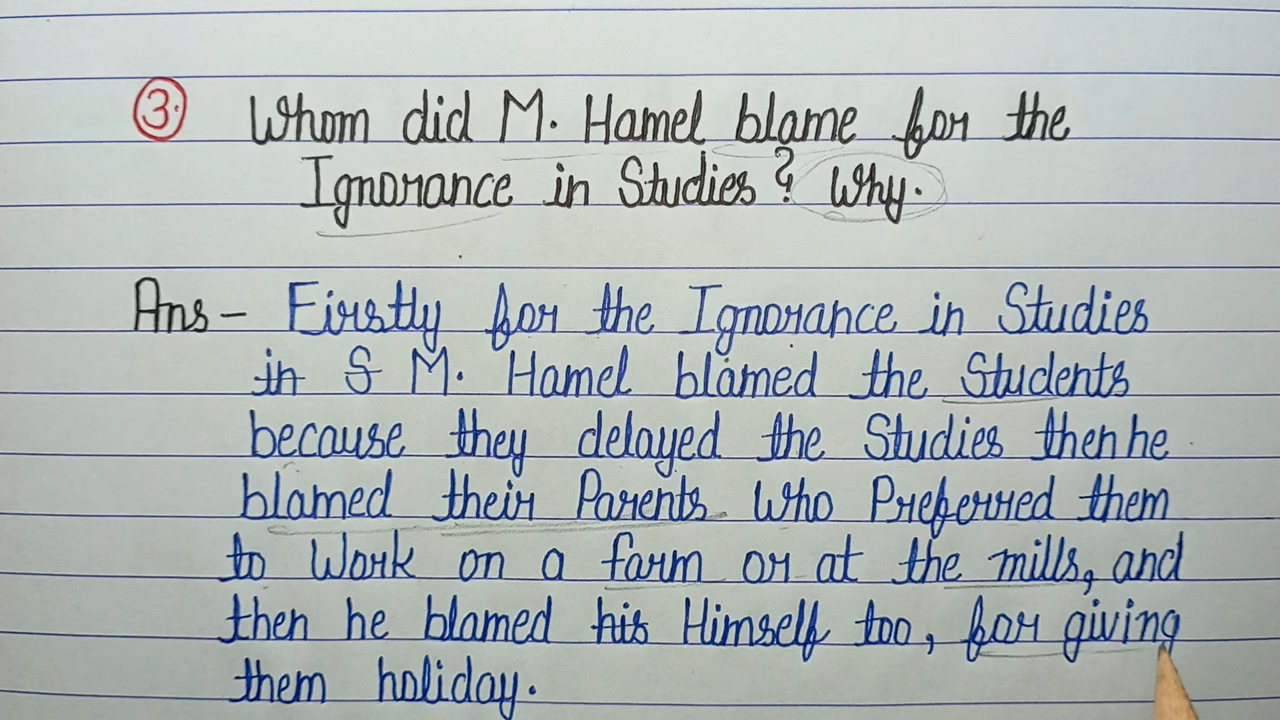 3. Whom did M. Hamel blame for the
Ignorance in Studies? Why.
Ans- Firstly for the Ignorance in Studies
in S M. Hamel blamed the Students
because they delayed the Studies then he
blamed their Parents who Preferred them
to Work on a farm or at the mills, and
then he blamed his Himself too, for giving
them holiday.